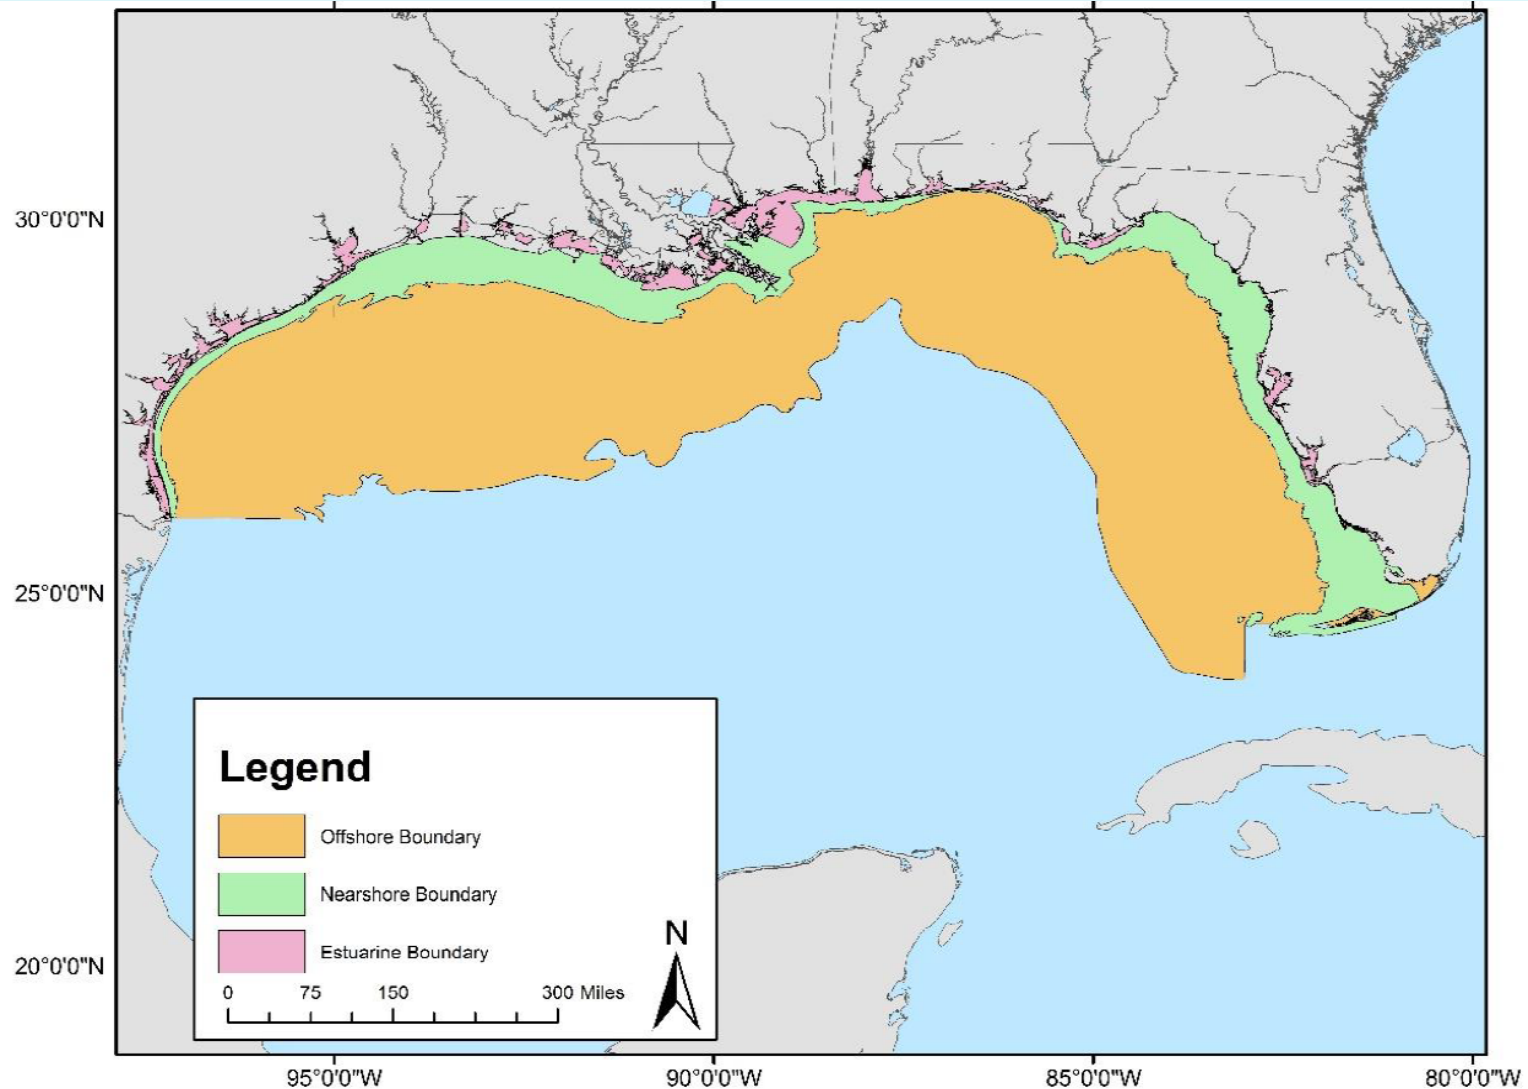 30°0'0"N
25°0'0"N
20°0'0"N
Legend
Offshore Boundary
Nearshore Boundary
Estuarine Boundary
N
0 75 150 300 Miles
95°0'0"W 90°0'0"W 85°0'0"W 80°0'0"W